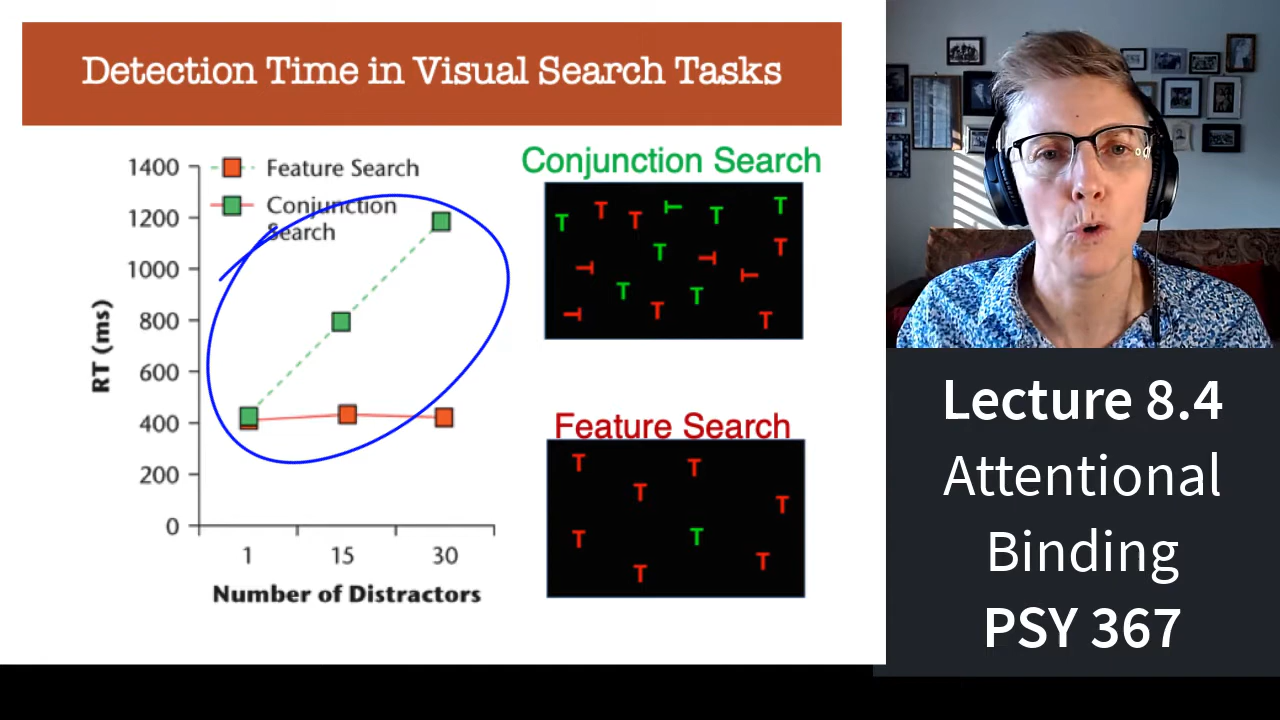 Detection Time in Visual Search Tasks
1400
1200
1000
800
600
400
200
0
RT (ms)
Feature Search
Conjunction
Search
1 15 30
Number of Distractors
Conjunction Search
T T T T T T
T T T T
T T T T
T T T
Feature Search
T T
T T
T T
T T
Lecture 8.4
Attentional
Binding
PSY 367